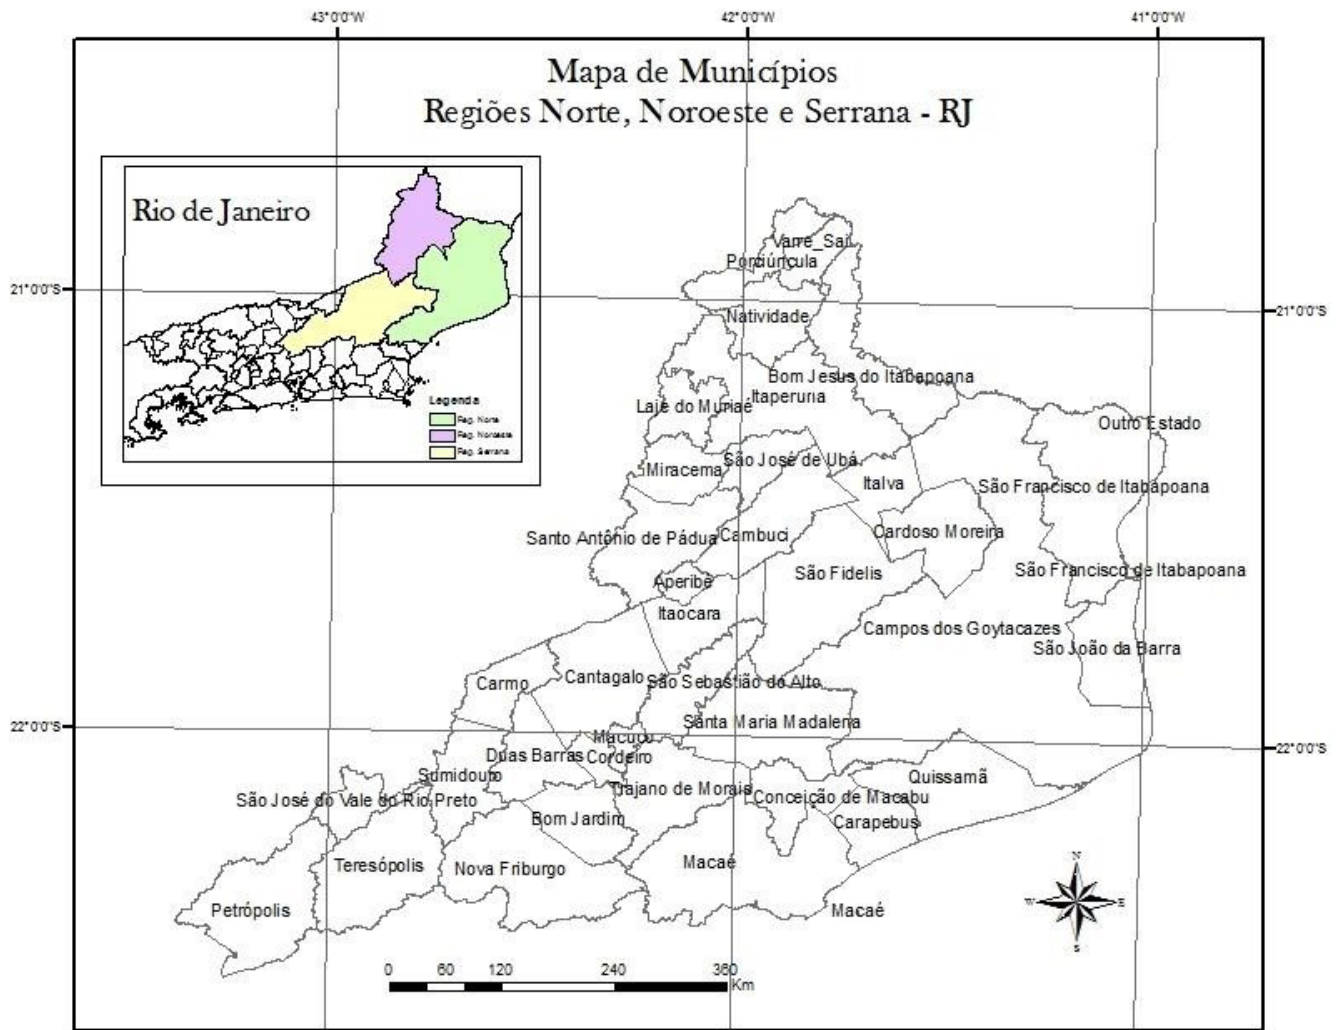 43°0'0"W
42°0'0"W
41°0'0"W
Mapa de Municípios
Regiões Norte, Noroeste e Serrana - RJ
Rio de Janeiro
Legenda
Reg. Norte
Reg. Noroeste
Reg. Serrana
21°0'0"S
21°0'0"S
Varre_Sai
Porciúncula
Natividade
Bom Jesus do Itabapoana
Itaperuna
Laje do Muriaé
Outro Estado
São José de Ubá
Miracema
Italva
São Francisco de Itabapoana
Cardoso Moreira
Santo Antônio de Pádua
Cambuci
São Francisco de Itabapoana
São Fidelis
Aperibé
Itaocara
Campos dos Goytacazes
São João da Barra
Cantagalo
São Sebastião do Alto
Carmo
Santa Maria Madalena
22°0'0"S
22°0'0"S
Macuco
Duas Barras
Cordeiro
Sumidouro
Quissamã
Trajano de Morais
Conceição de Macabu
São José do Vale do Rio Preto
Bom Jardim
Carapebus
Macaé
Teresópolis
Nova Friburgo
Petrópolis
Macaé
N
W
E
S
0
60
120
240
360
Km